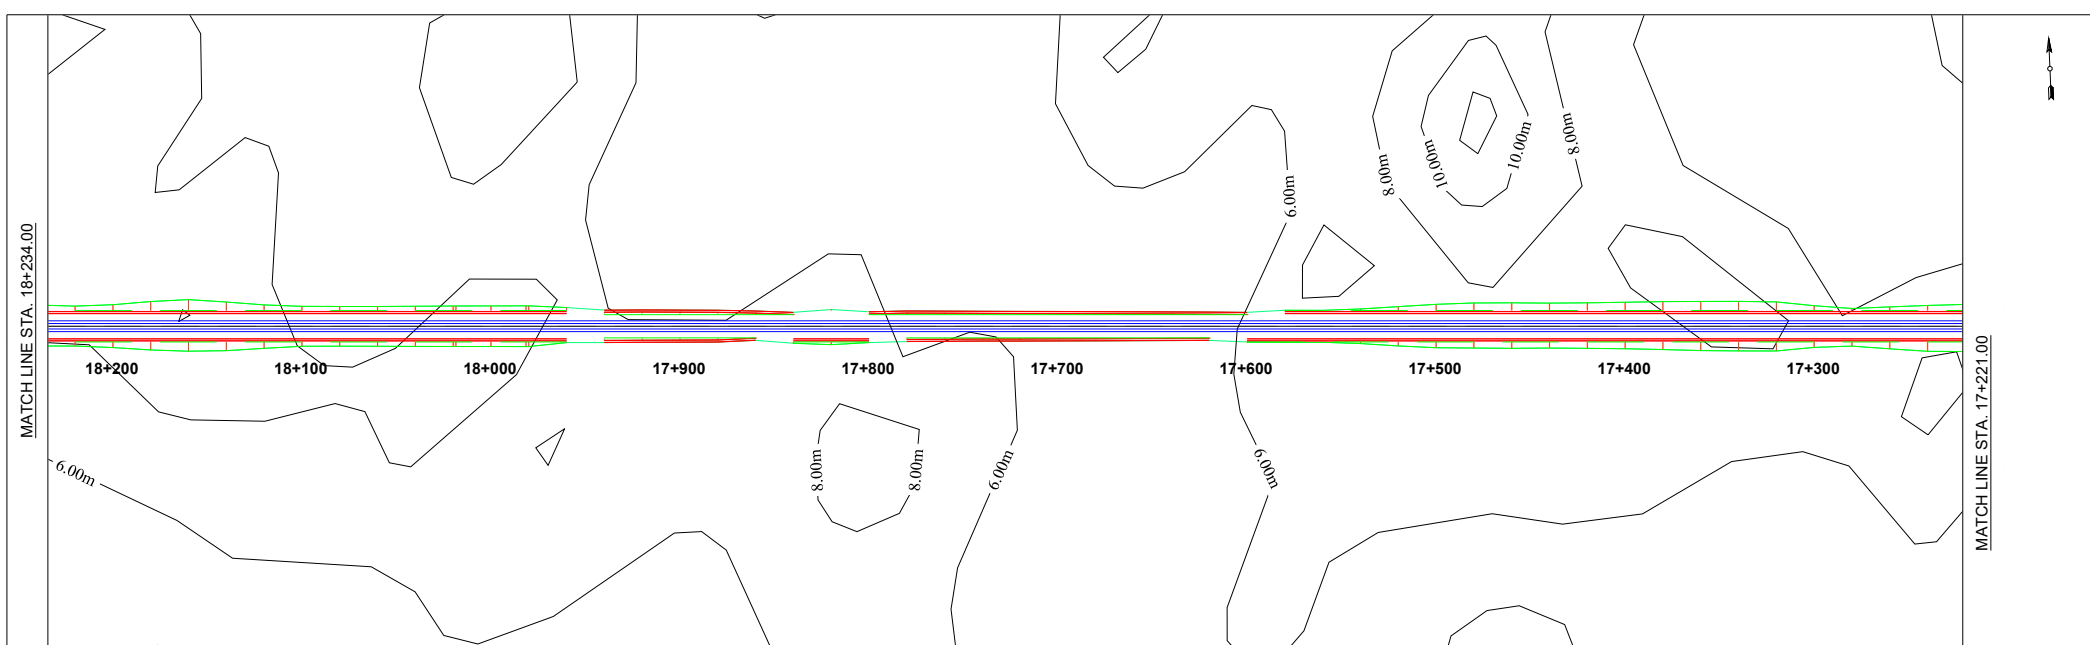 MATCH LINE STA. 18+234.00
8.00m
10.00m
10.00m
8.00m
6.00m
18+200
18+100
18+000
17+900
17+800
17+700
17+600
17+500
17+400
17+300
6.00m
8.00m
8.00m
6.00m
6.00m
MATCH LINE STA. 17+221.00